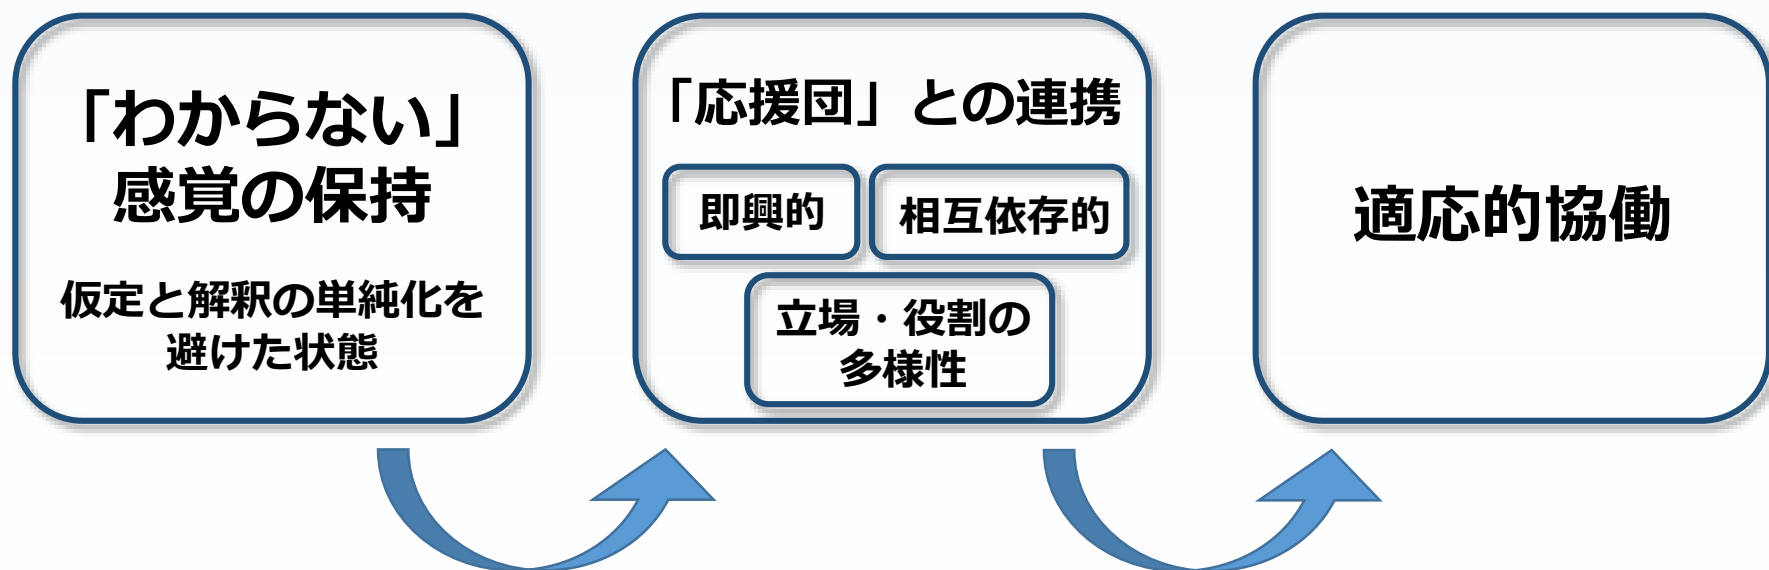 「わからない」
感覚の保持
仮定と解釈の単純化を
避けた状態
「応援団」との連携
即興的
相互依存的
立場・役割の
多様性
適応的協働